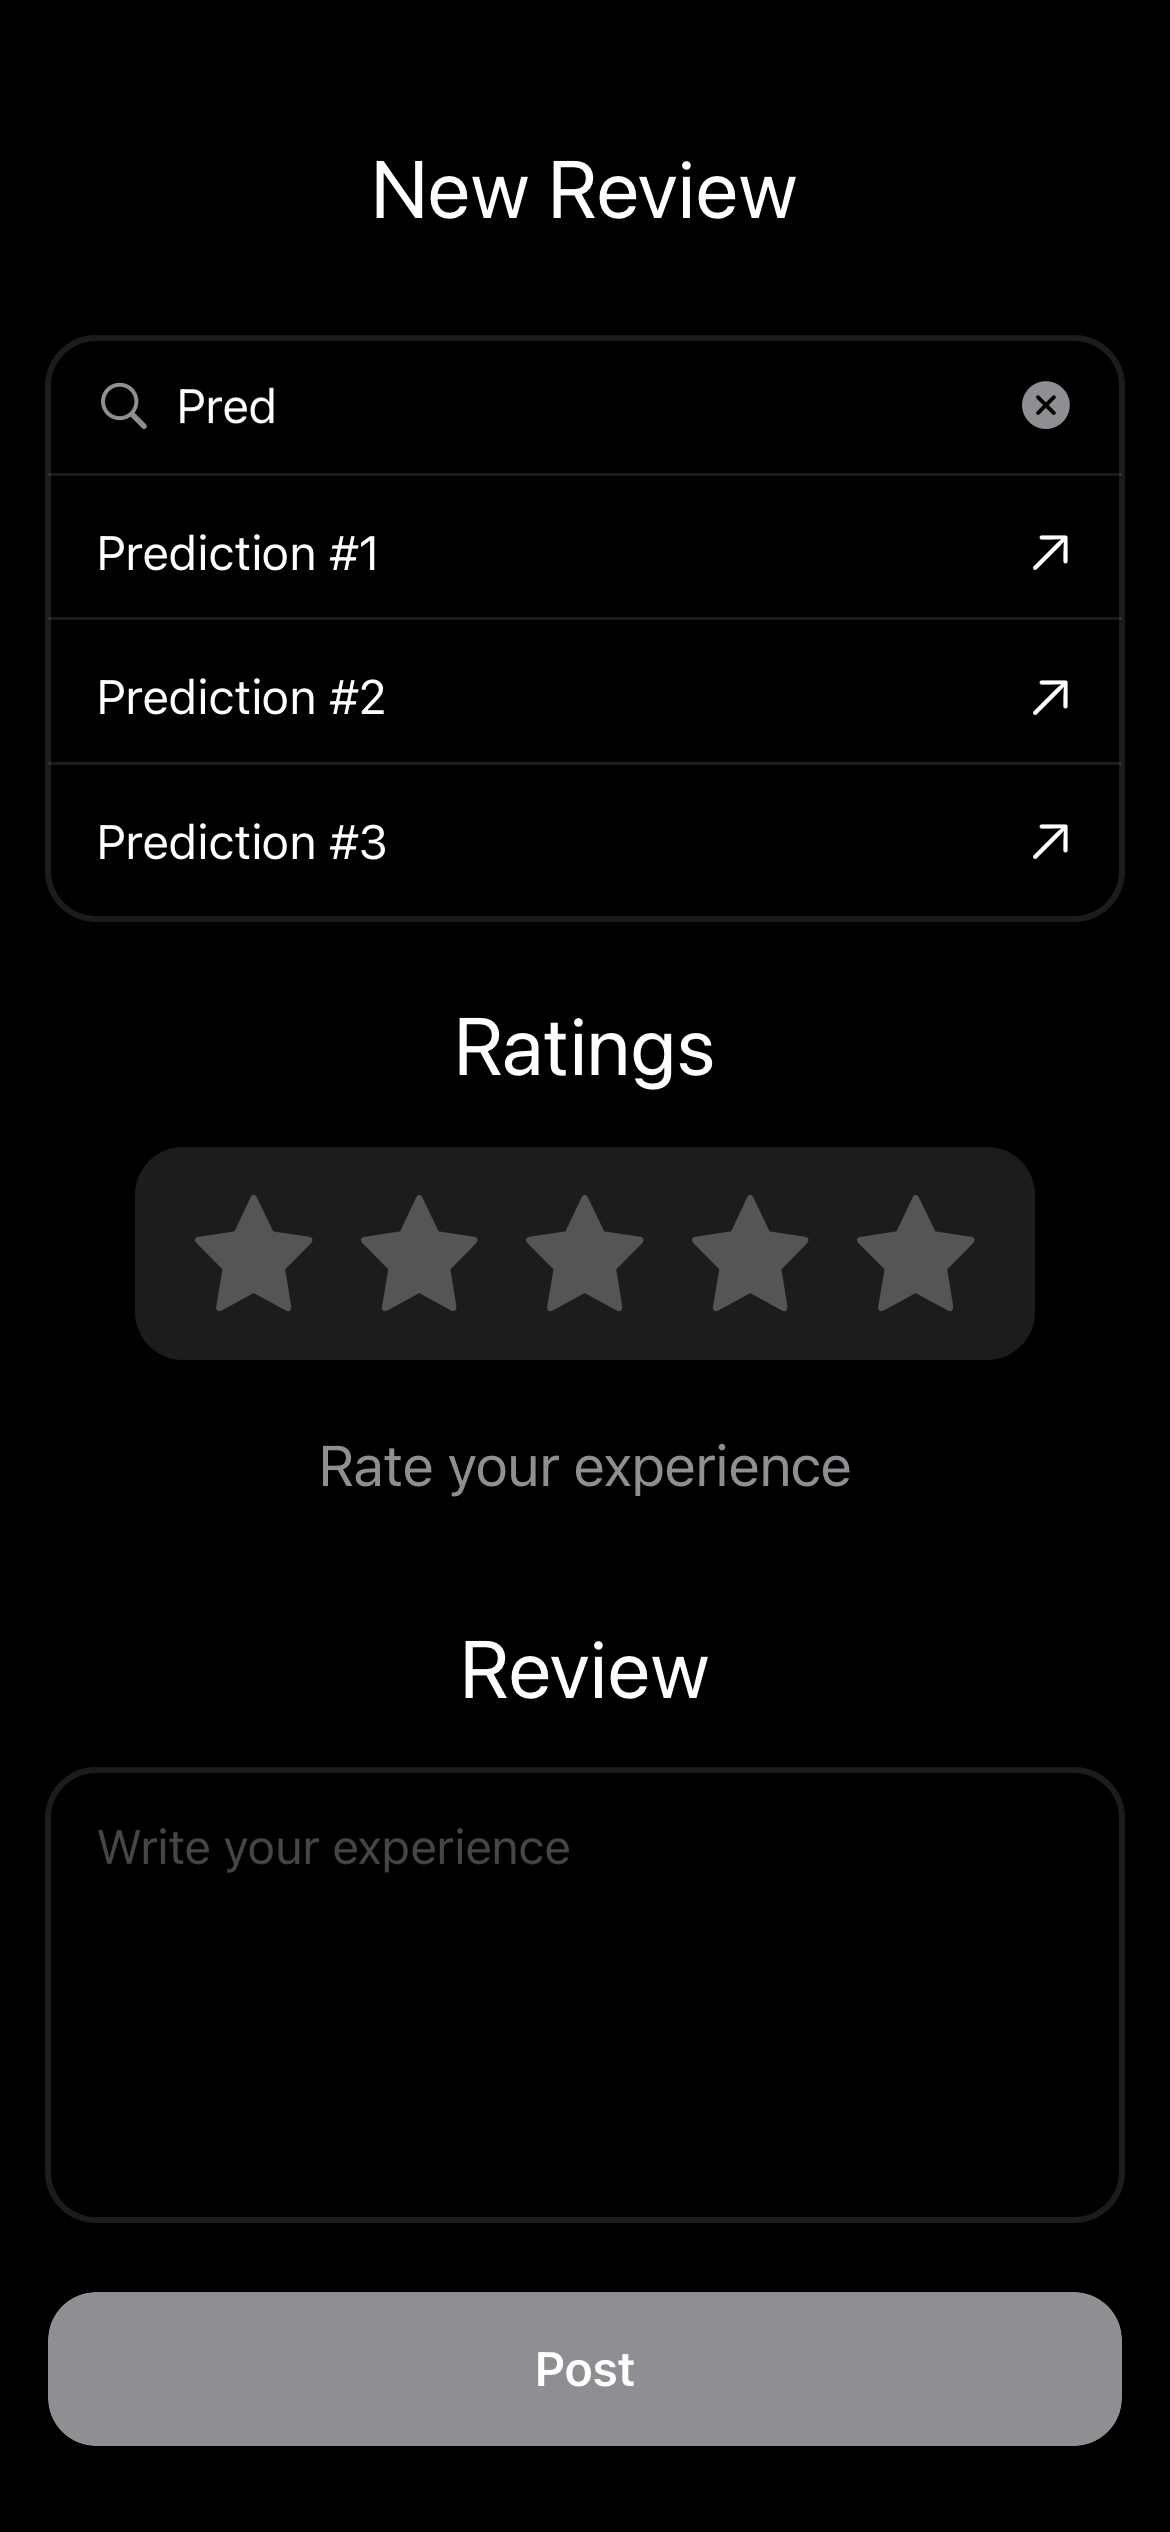 New Review
Pred
Prediction #1
Prediction #2
Prediction #3
Ratings
Rate your experience
Review
Write your experience
Post